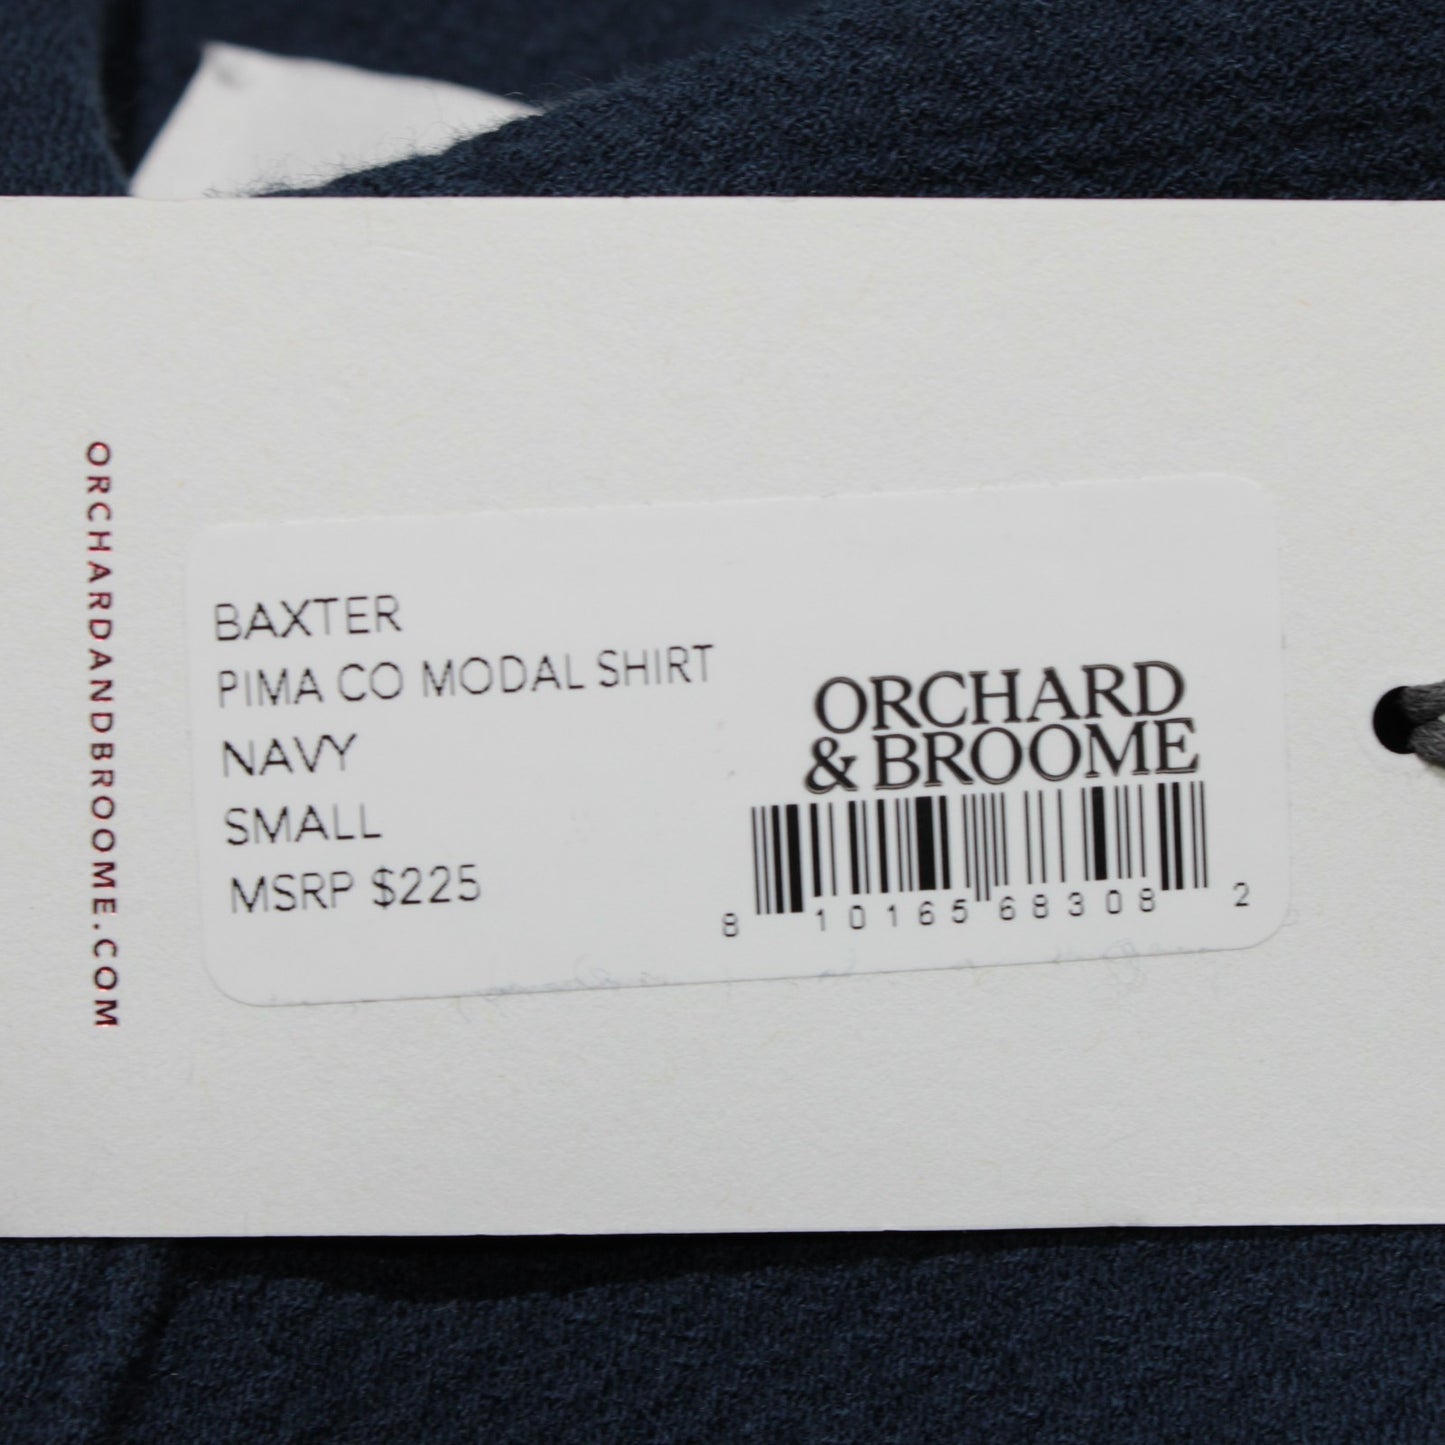 ORCHARDANDBROOME.COM
BAXTER
PIMA CO MODAL SHIRT
NAVY
SMALL
MSRP $225
ORCHARD
& BROOME
8 10165 68308 2